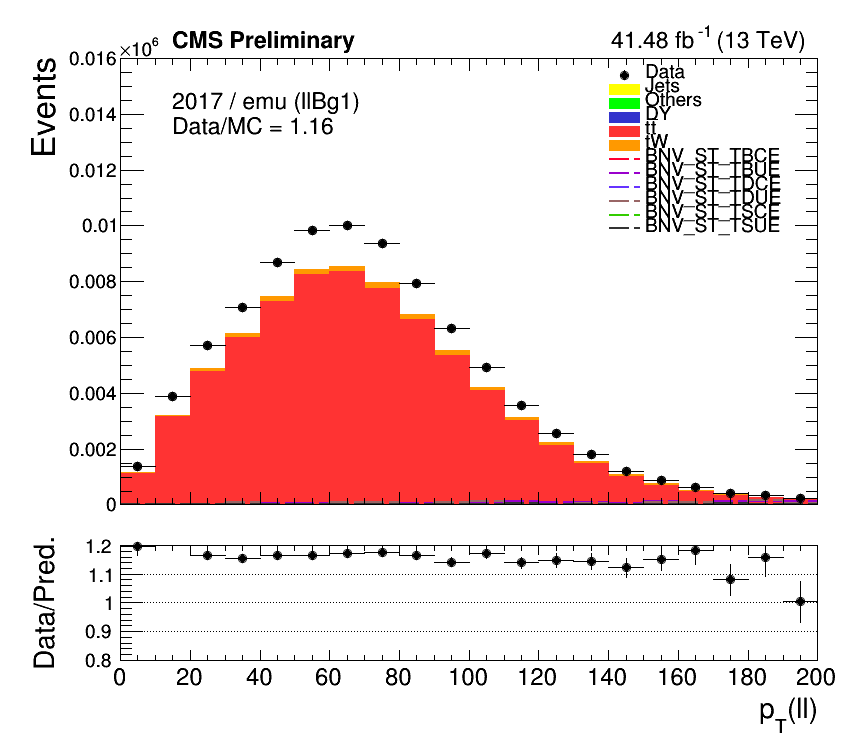 ×10⁶ CMS Preliminary 41.48 fb⁻¹ (13 TeV)
Events
0.016
0.014
0.012
0.01
0.008
0.006
0.004
0.002
0
2017 / emu (llBg1)
Data/MC = 1.16
Data
Jets
Others
DY
tt
tW
BNV_ST_TBCE
BNV_ST_TBUE
BNV_ST_TDCE
BNV_ST_TDUE
BNV_ST_TSCE
BNV_ST_TSUE
Data/Pred.
1.2
1.1
1
0.9
0.8
0 20 40 60 80 100 120 140 160 180 200
p_T(ll)